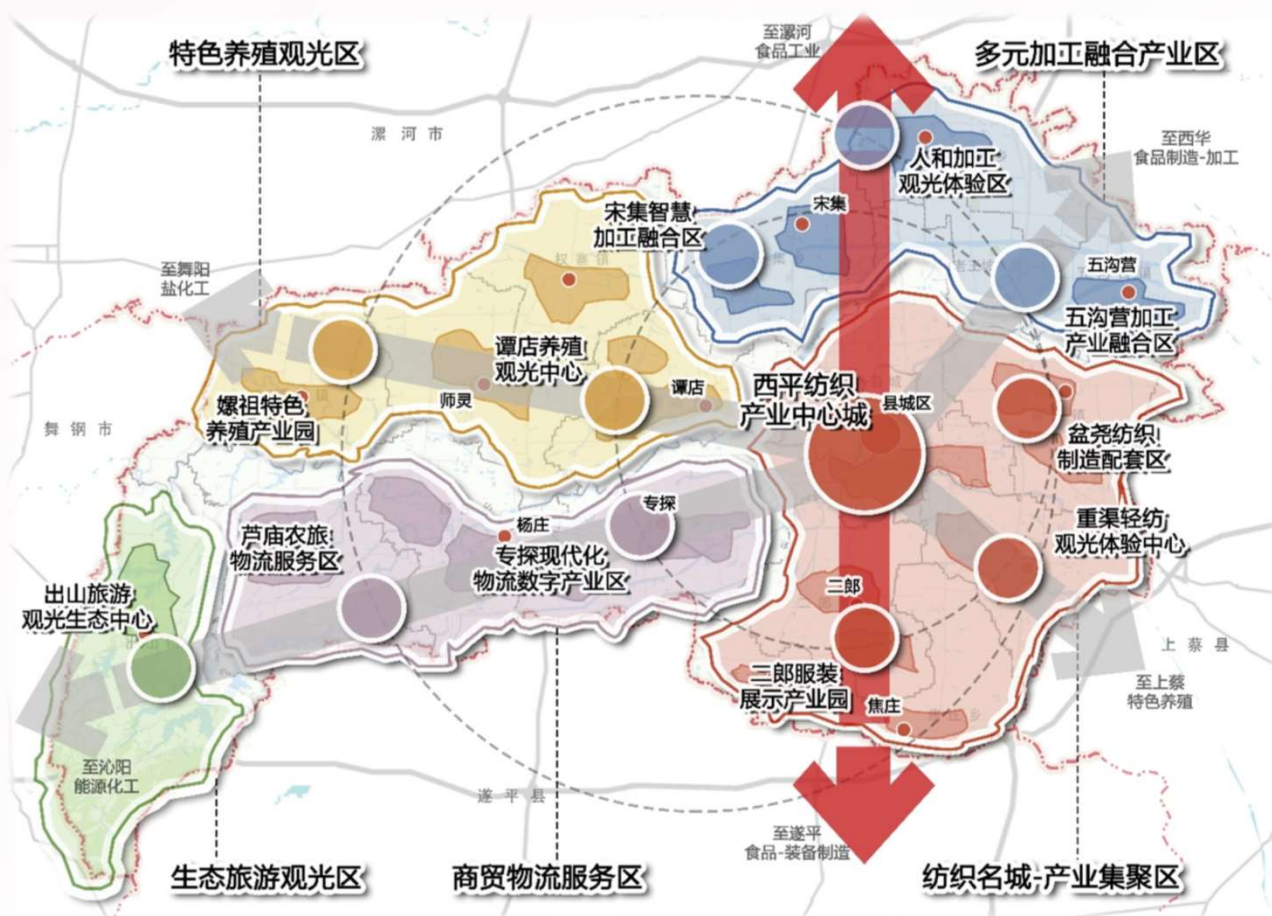 特色养殖观光区
至漯河
食品工业
多元加工融合产业区
漯河市
至西华
食品制造-加工
人和加工
观光体验区
宋集智慧
加工融合区
宋集
权寨镇
至舞阳
盐化工
五沟营
五沟营加工
产业融合区
谭店养殖
观光中心
谭店
师灵
嫘祖特色
养殖产业园
西平纺织
产业中心城
县城区
舞钢市
盆尧纺织
制造配套区
专探
杨庄
专探现代化
物流数字产业区
芦庙农旅
物流服务区
重渠轻纺
观光体验中心
出山旅游
观光生态中心
二郎
二郎服装
展示产业园
焦庄
上蔡县
至上蔡
特色养殖
至沁阳
能源化工
遂平县
至遂平
食品-装备制造
生态旅游观光区
商贸物流服务区
纺织名城-产业集聚区